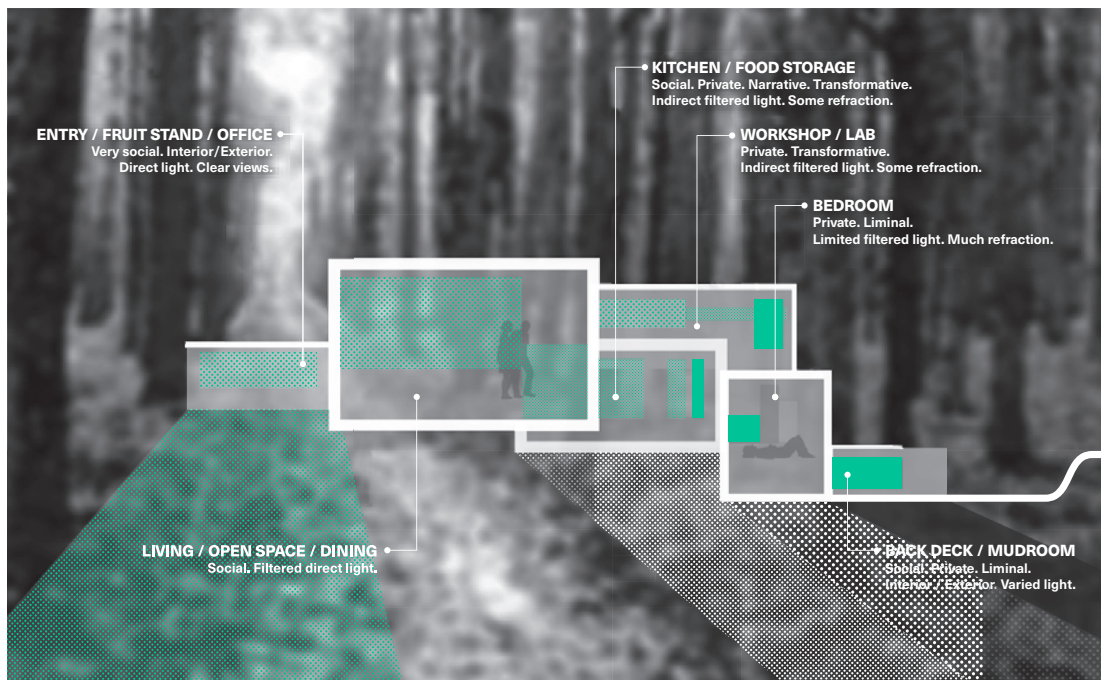 KITCHEN / FOOD STORAGE
Social. Private. Narrative. Transformative.
Indirect filtered light. Some refraction.
ENTRY / FRUIT STAND / OFFICE
Very social. Interior/Exterior.
Direct light. Clear views.
WORKSHOP / LAB
Private. Transformative.
Indirect filtered light. Some refraction.
BEDROOM
Private. Liminal.
Limited filtered light. Much refraction.
LIVING / OPEN SPACE / DINING
Social. Filtered direct light.
BACK DECK / MUDROOM
Social. Private. Liminal.
Interior / Exterior. Varied light.